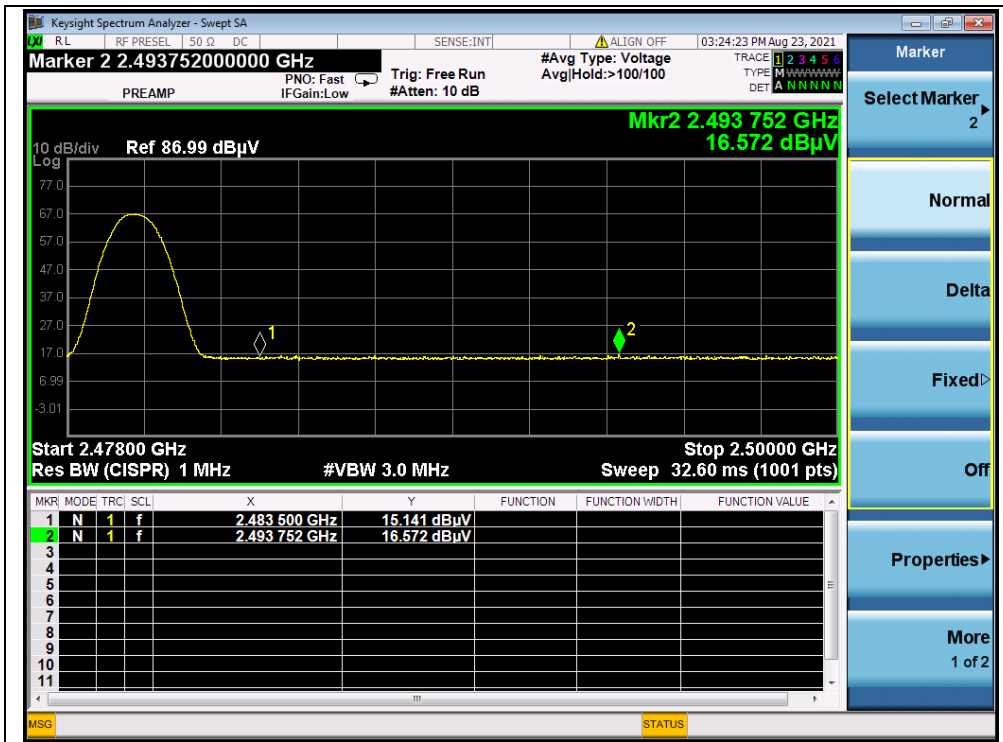 Keysight Spectrum Analyzer - Swept SA
LXI RL RF PRESEL 50 Ω DC SENSE:INT ALIGN OFF 03:24:23 PM Aug 23, 2021
Marker 2 2.493752000000 GHz #Avg Type: Voltage TRACE 1 2 3 4 5 6
PNO: Fast Trig: Free Run Avg|Hold:>100/100 TYPE M WWWWW
PREAMP IFGain:Low #Atten: 10 dB DET A N N N N N
Mkr2 2.493 752 GHz
10 dB/div Ref 86.99 dBµV 16.572 dBµV
Log
77.0
67.0
57.0
47.0
37.0
27.0
17.0
6.99
-3.01
1
2
Start 2.47800 GHz Stop 2.50000 GHz
Res BW (CISPR) 1 MHz #VBW 3.0 MHz Sweep 32.60 ms (1001 pts)
MKR MODE TRC SCL X Y FUNCTION FUNCTION WIDTH FUNCTION VALUE
1 N 1 f 2.483 500 GHz 15.141 dBµV
2 N 1 f 2.493 752 GHz 16.572 dBµV
3
4
5
6
7
8
9
10
11
MSG STATUS
Marker
Select Marker
2
Normal
Delta
Fixed
Off
Properties
More
1 of 2